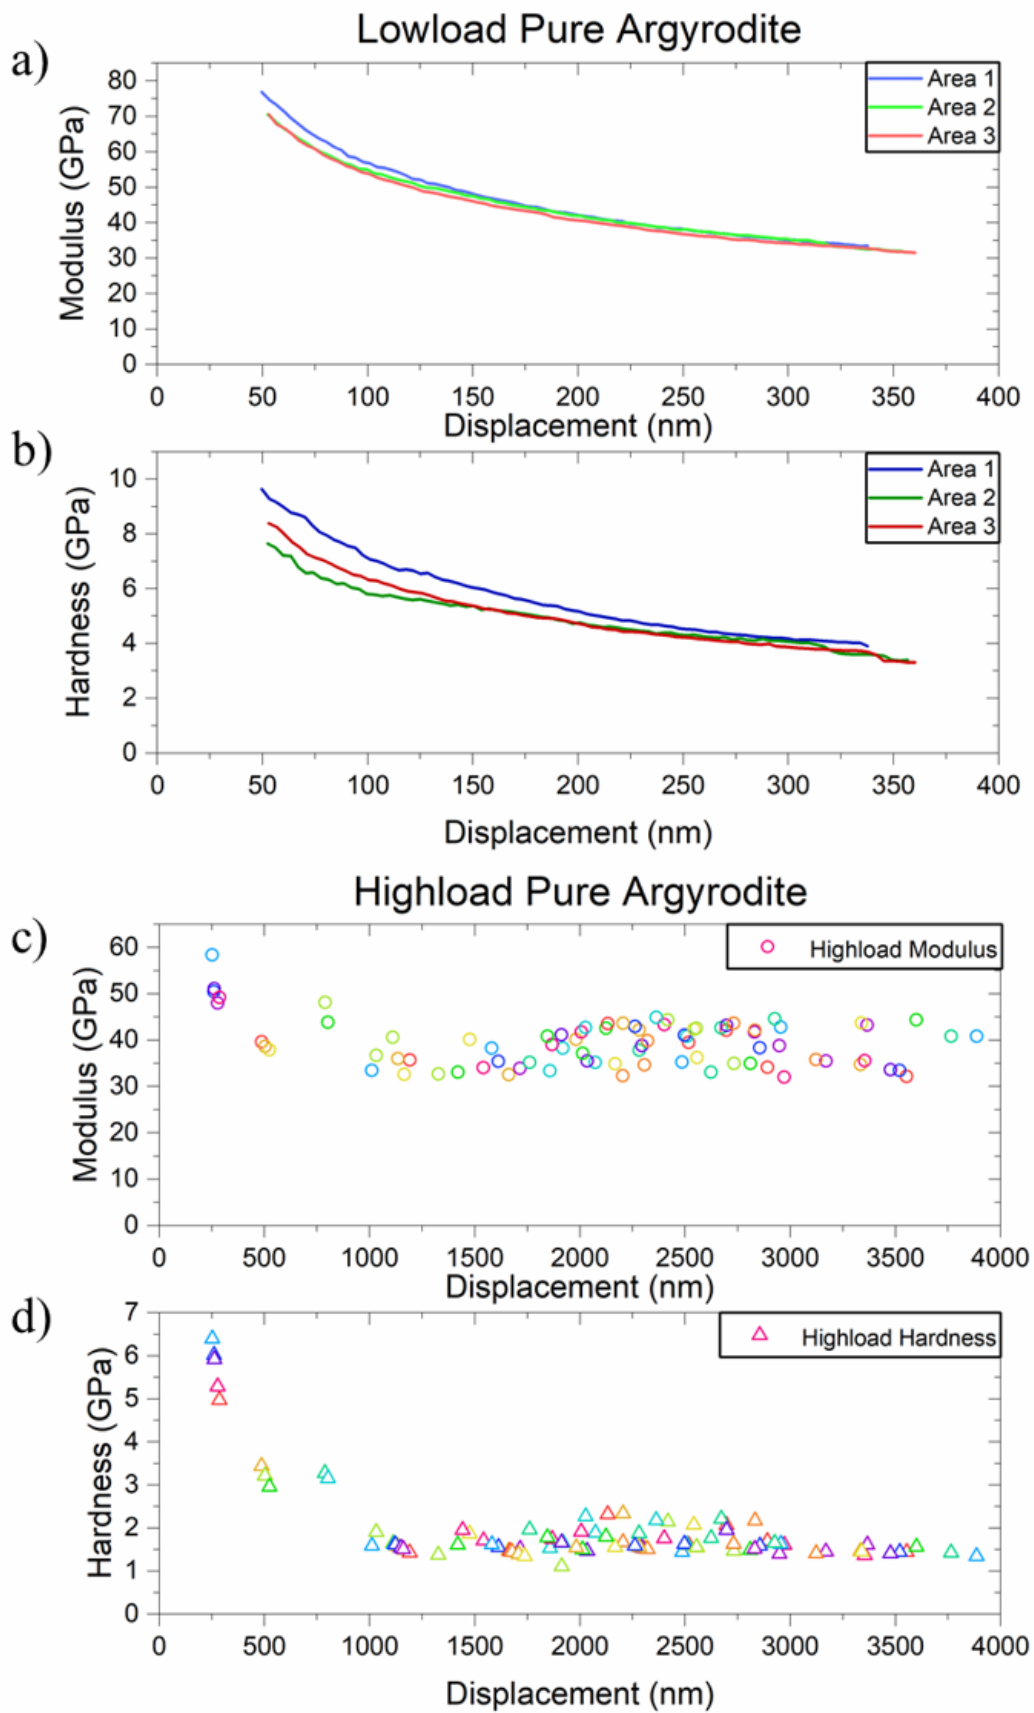 Lowload Pure Argyrodite
a)
Modulus (GPa)
80
70
60
50
40
30
20
10
0
Area 1
Area 2
Area 3
0 50 100 150 200 250 300 350 400
Displacement (nm)
b)
Hardness (GPa)
10
8
6
4
2
0
Area 1
Area 2
Area 3
0 50 100 150 200 250 300 350 400
Displacement (nm)
Highload Pure Argyrodite
c)
Modulus (GPa)
60
50
40
30
20
10
0
Highload Modulus
0 500 1000 1500 2000 2500 3000 3500 4000
Displacement (nm)
d)
Hardness (GPa)
7
6
5
4
3
2
1
0
Highload Hardness
0 500 1000 1500 2000 2500 3000 3500 4000
Displacement (nm)